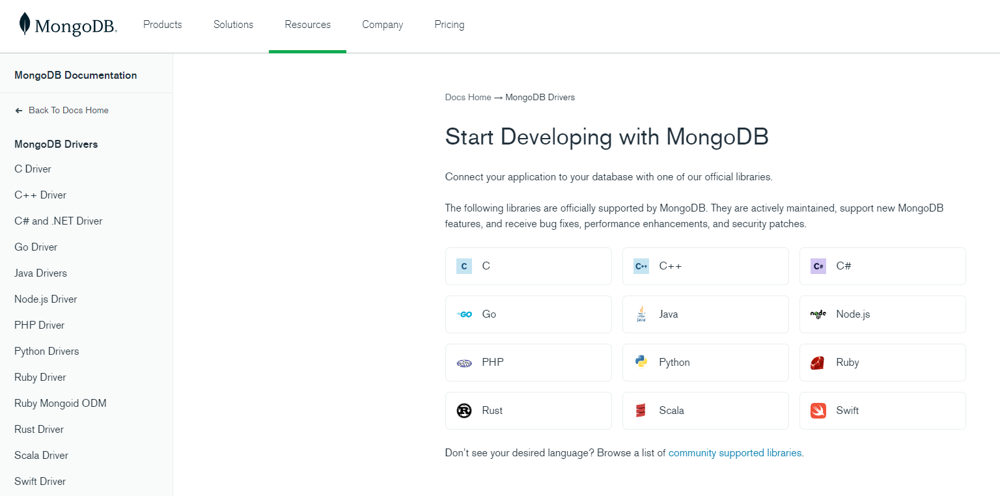 MongoDB.
Products
Solutions
Resources
Company
Pricing
MongoDB Documentation
Back To Docs Home
MongoDB Drivers
C Driver
C++ Driver
C# and .NET Driver
Go Driver
Java Drivers
Node.js Driver
PHP Driver
Python Drivers
Ruby Driver
Ruby Mongoid ODM
Rust Driver
Scala Driver
Swift Driver
Docs Home → MongoDB Drivers
Start Developing with MongoDB
Connect your application to your database with one of our official libraries.
The following libraries are officially supported by MongoDB. They are actively maintained, support new MongoDB
features, and receive bug fixes, performance enhancements, and security patches.
C C
C++ C++
C# C#
GO Go
Java Java
node Node.js
php PHP
Python
Ruby
R Rust
Scala
Swift
Don't see your desired language? Browse a list of community supported libraries.